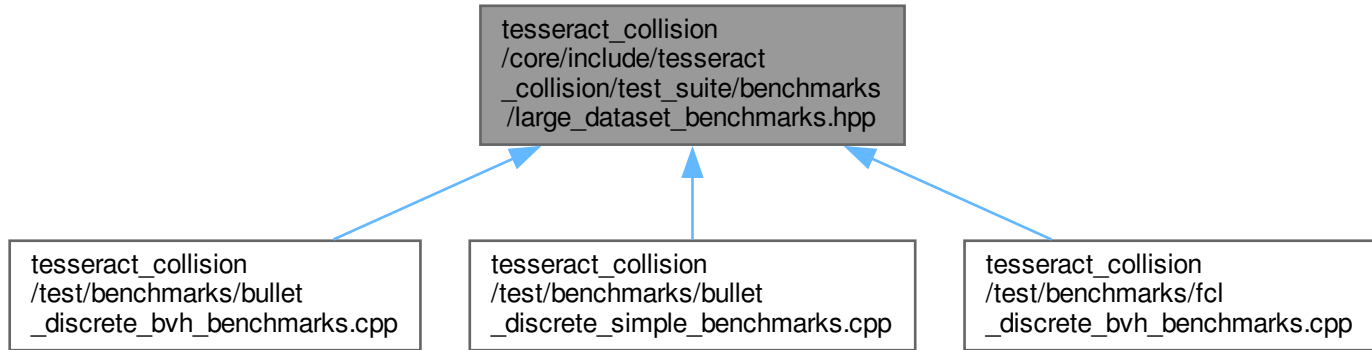 tesseract_collision
/core/include/tesseract
_collision/test_suite/benchmarks
/large_dataset_benchmarks.hpp
tesseract_collision
/test/benchmarks/bullet
_discrete_bvh_benchmarks.cpp
tesseract_collision
/test/benchmarks/bullet
_discrete_simple_benchmarks.cpp
tesseract_collision
/test/benchmarks/fcl
_discrete_bvh_benchmarks.cpp